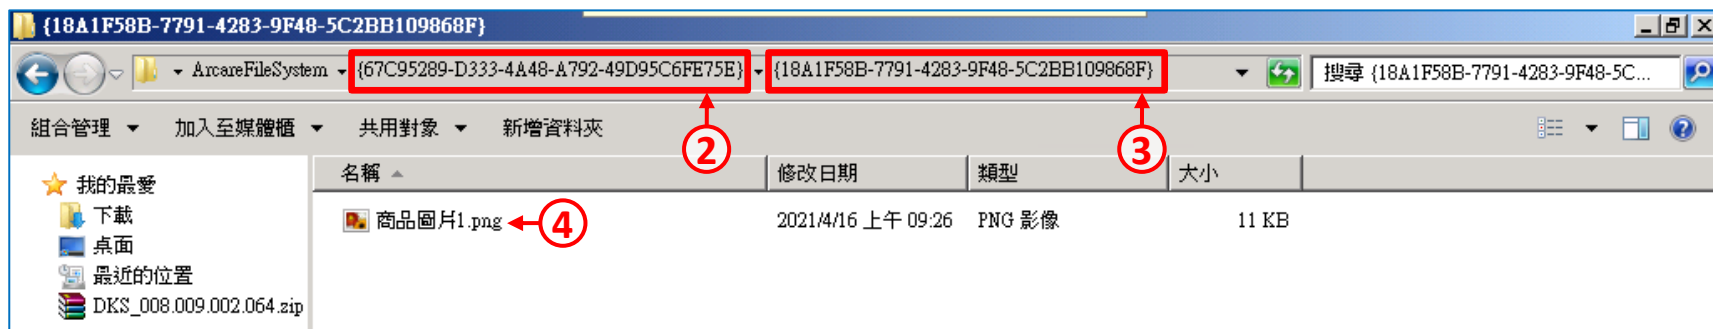 {18A1F58B-7791-4283-9F48-5C2BB109868F}
ArcareFileSystem {67C95289-D333-4A48-A792-49D95C6FE75E} {18A1F58B-7791-4283-9F48-5C2BB109868F} 搜尋 {18A1F58B-7791-4283-9F48-5C...
組合管理 加入至媒體櫃 共用對象 新增資料夾
② ③
名稱 修改日期 類型 大小
我的最愛
下載
桌面
最近的位置
DKS_008.009.002.064.zip
商品圖片1.png ④ 2021/4/16 上午 09:26 PNG 影像 11 KB